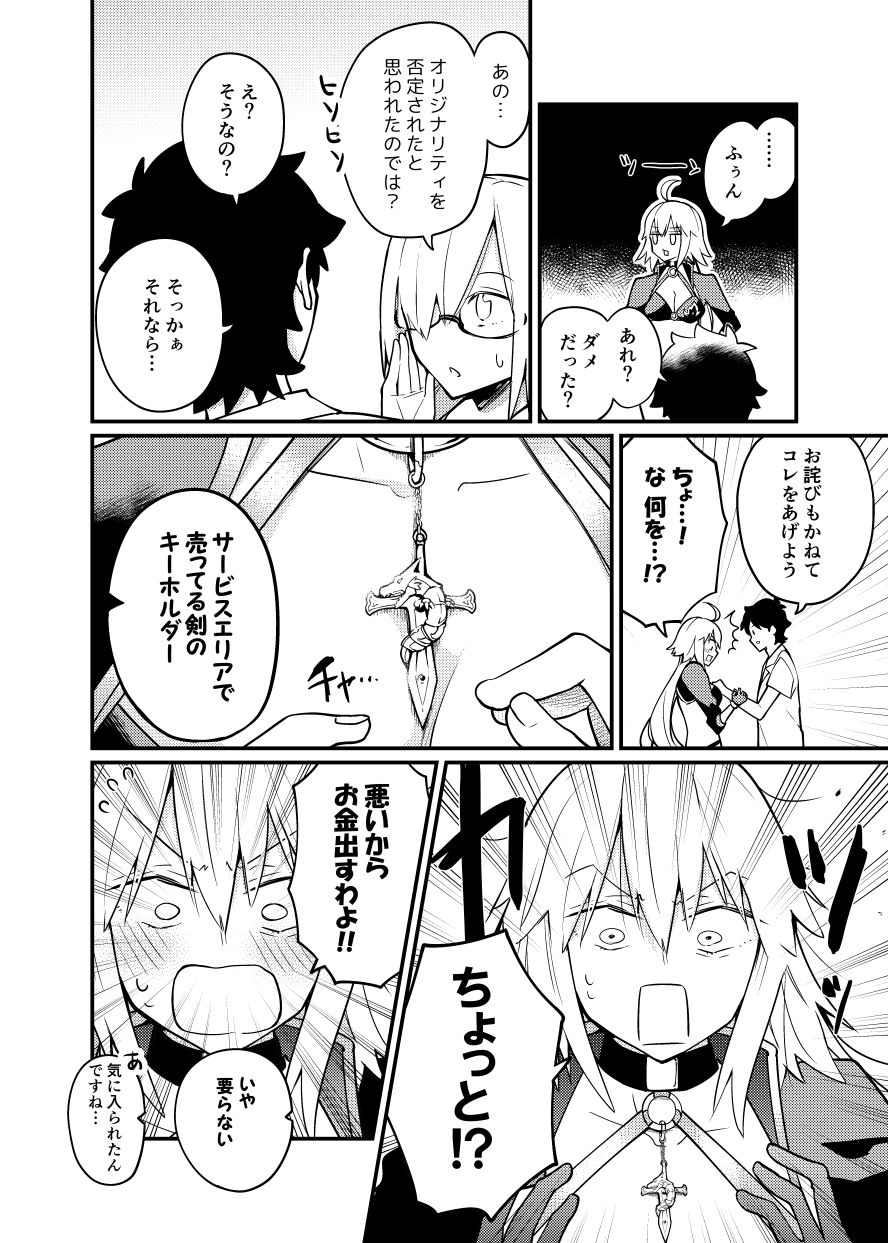 ……
ふぅん
ツーーン
あれ？
ダメ
だった？
あの…
オリジナリティを
否定されたと
思われたのでは？
ヒソヒソ
え？
そうなの？
そっかぁ
それなら…
お詫びもかねて
コレをあげよう
ちょ…！
な 何を…!?
サービスエリアで
売ってる剣の
キーホルダー
チャ…
ちょっと!?
悪いから
お金出すわよ!!
いや
要らない
あ、
気に入られたん
ですね…